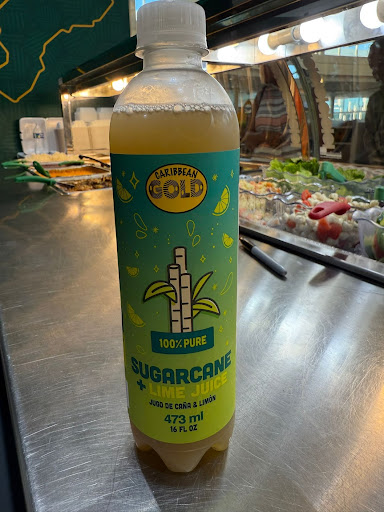 CARIBBEAN
GOLD
100% PURE
SUGARCANE
+ LIME JUICE
JUGO DE CAÑA & LIMÓN
473 ml
16 FL OZ